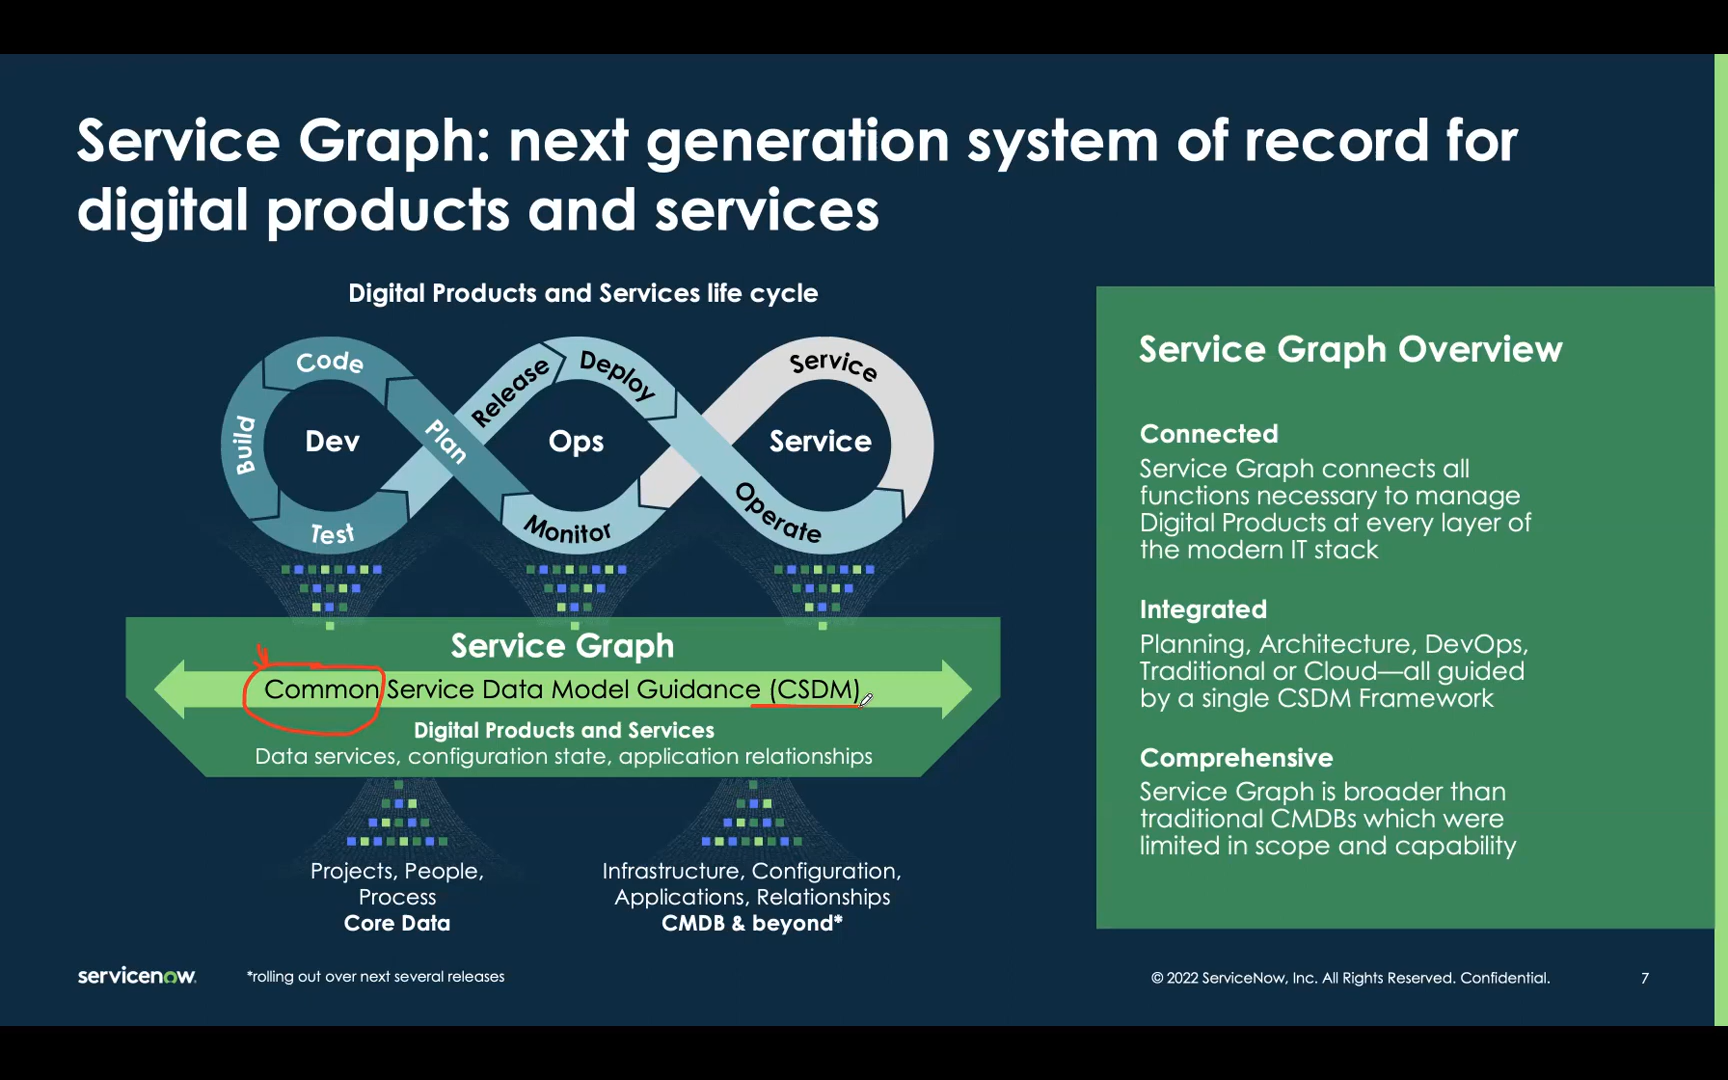 Service Graph: next generation system of record for
digital products and services
Digital Products and Services life cycle
Code
Build
Test
Plan
Dev
Release
Deploy
Ops
Monitor
Operate
Service
Service
Service Graph
Common Service Data Model Guidance (CSDM)
Digital Products and Services
Data services, configuration state, application relationships
Projects, People,
Process
Core Data
Infrastructure, Configuration,
Applications, Relationships
CMDB & beyond*
Service Graph Overview
Connected
Service Graph connects all
functions necessary to manage
Digital Products at every layer of
the modern IT stack
Integrated
Planning, Architecture, DevOps,
Traditional or Cloud—all guided
by a single CSDM Framework
Comprehensive
Service Graph is broader than
traditional CMDBs which were
limited in scope and capability
servicenow
*rolling out over next several releases
© 2022 ServiceNow, Inc. All Rights Reserved. Confidential.
7